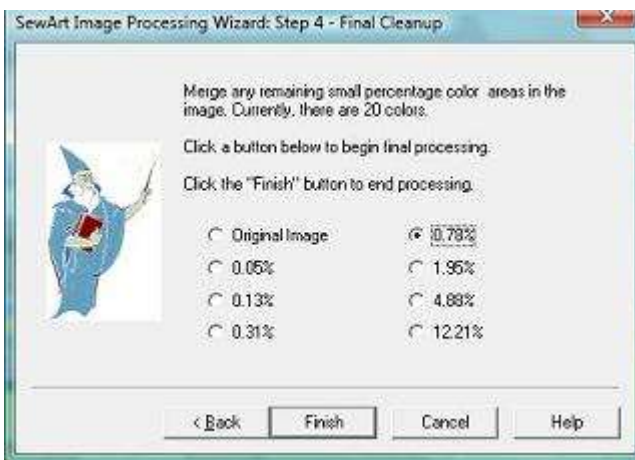 SewArt Image Processing Wizard: Step 4 - Final Cleanup
Merge any remaining small percentage color areas in the
image. Currently, there are 20 colors.
Click a button below to begin final processing.
Click the "Finish" button to end processing.
Original Image 0.78%
0.05% 1.95%
0.13% 4.88%
0.31% 12.21%
< Back Finish Cancel Help